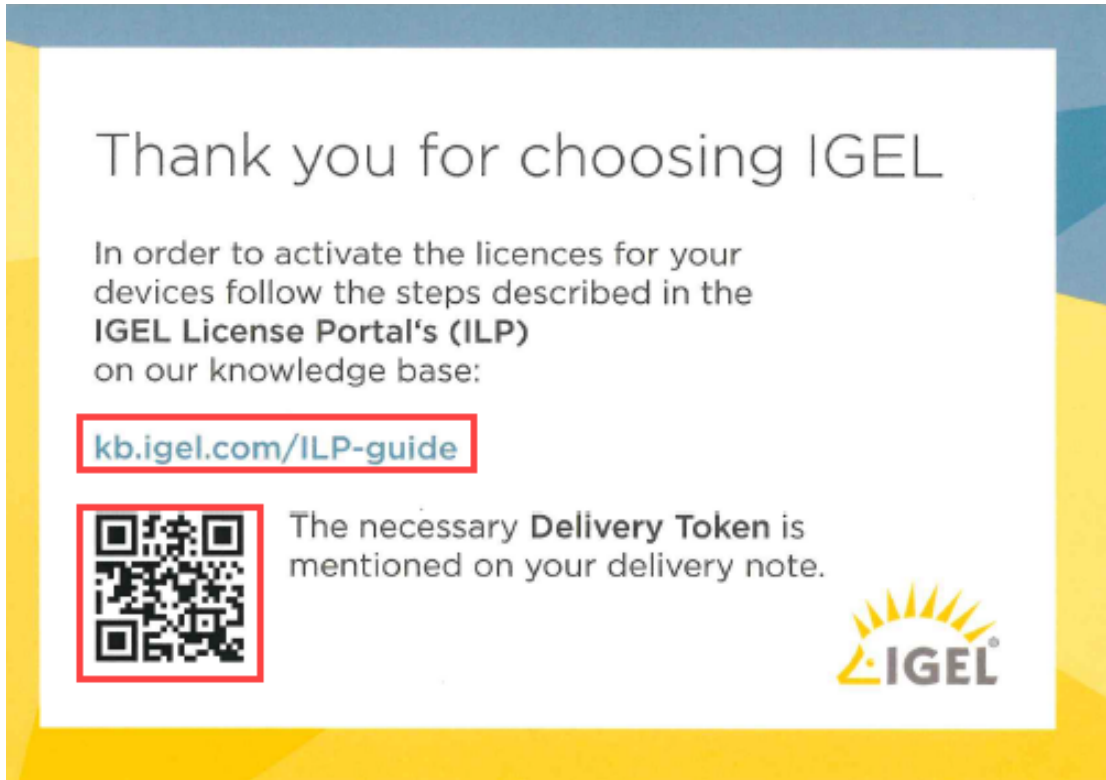 Thank you for choosing IGEL
In order to activate the licences for your
devices follow the steps described in the
IGEL License Portal‘s (ILP)
on our knowledge base:
kb.igel.com/ILP-guide
The necessary Delivery Token is
mentioned on your delivery note.
IGEL®